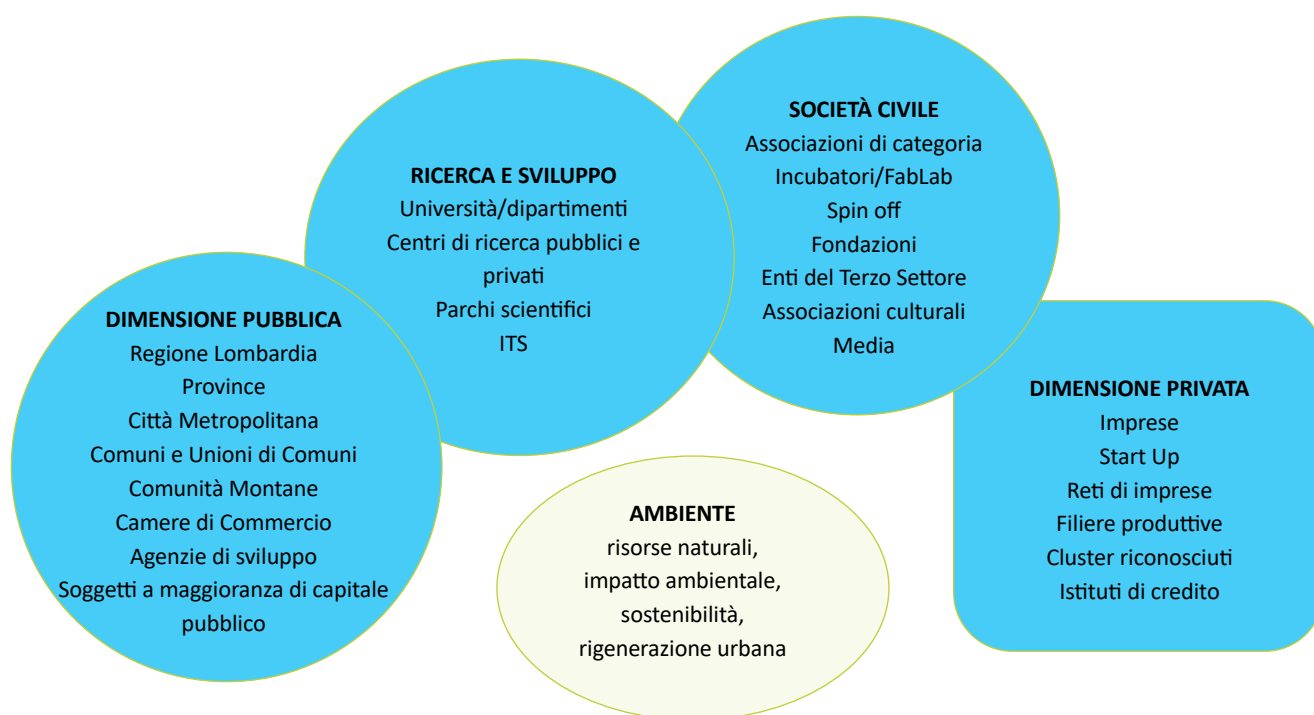 DIMENSIONE PUBBLICA
Regione Lombardia
Province
Città Metropolitana
Comuni e Unioni di Comuni
Comunità Montane
Camere di Commercio
Agenzie di sviluppo
Soggetti a maggioranza di capitale
pubblico
RICERCA E SVILUPPO
Università/dipartimenti
Centri di ricerca pubblici e
privati
Parchi scientifici
ITS
SOCIETÀ CIVILE
Associazioni di categoria
Incubatori/FabLab
Spin off
Fondazioni
Enti del Terzo Settore
Associazioni culturali
Media
DIMENSIONE PRIVATA
Imprese
Start Up
Reti di imprese
Filiere produttive
Cluster riconosciuti
Istituti di credito
AMBIENTE
risorse naturali,
impatto ambientale,
sostenibilità,
rigenerazione urbana